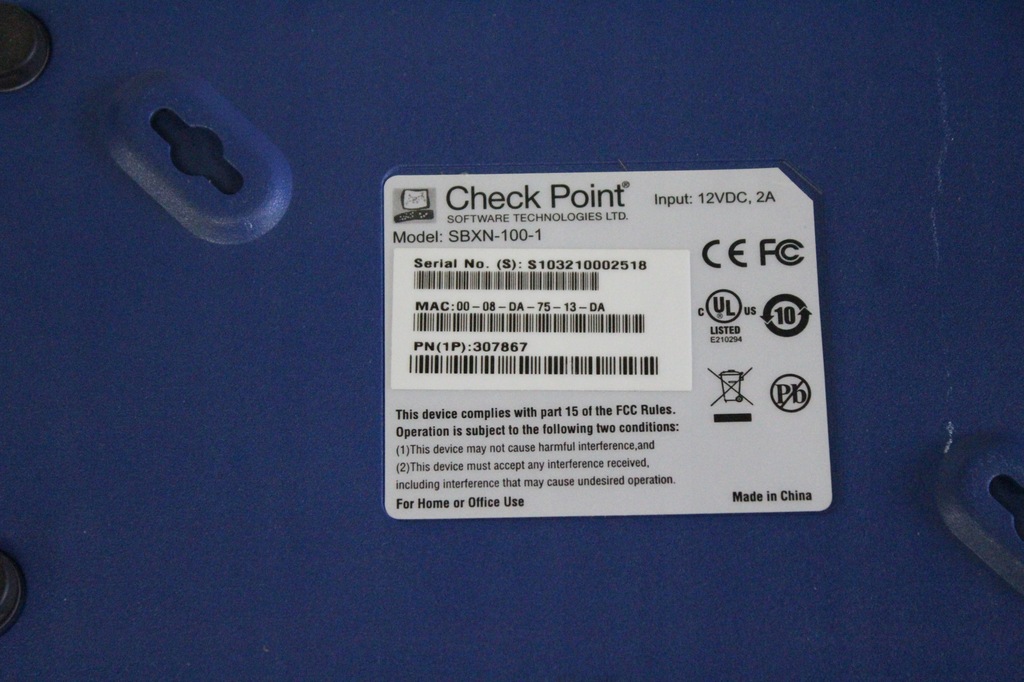 Check Point®
SOFTWARE TECHNOLOGIES LTD.
Input: 12VDC, 2A
Model: SBXN-100-1
Serial No. (S): S103210002518
MAC:00-08-DA-75-13-DA
PN(1P):307867
CE FC
C UL ® US
LISTED
E210294
10
Pb
This device complies with part 15 of the FCC Rules.
Operation is subject to the following two conditions:
(1)This device may not cause harmful interference,and
(2)This device must accept any interference received,
including interference that may cause undesired operation.
For Home or Office Use
Made in China